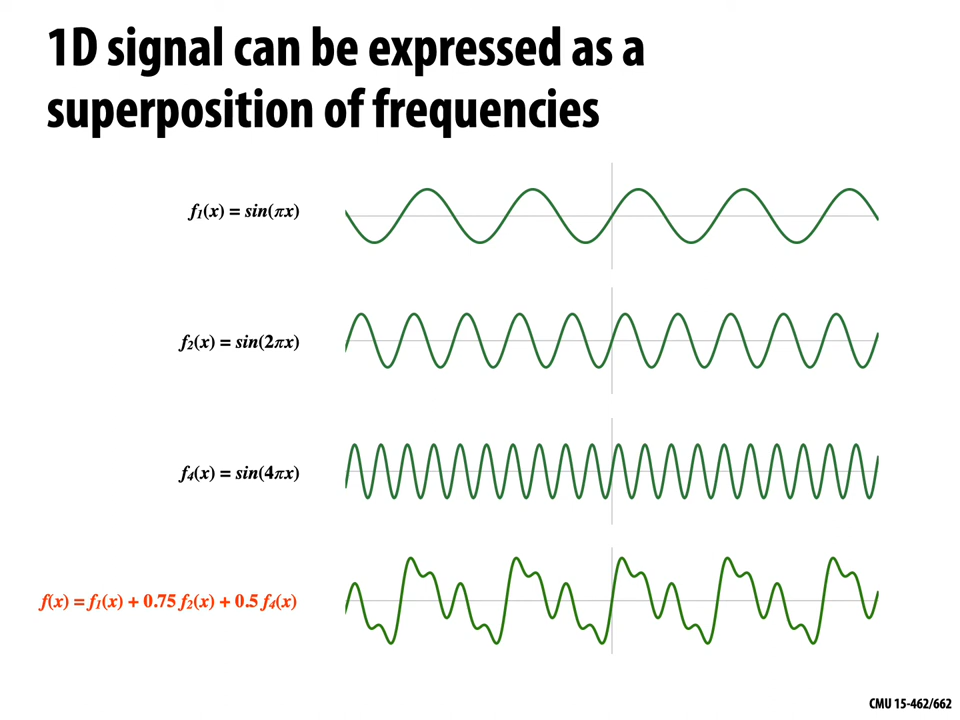 1D signal can be expressed as a
superposition of frequencies
f₁(x) = sin(πx)
f₂(x) = sin(2πx)
f₄(x) = sin(4πx)
f(x) = f₁(x) + 0.75 f₂(x) + 0.5 f₄(x)
CMU 15-462/662